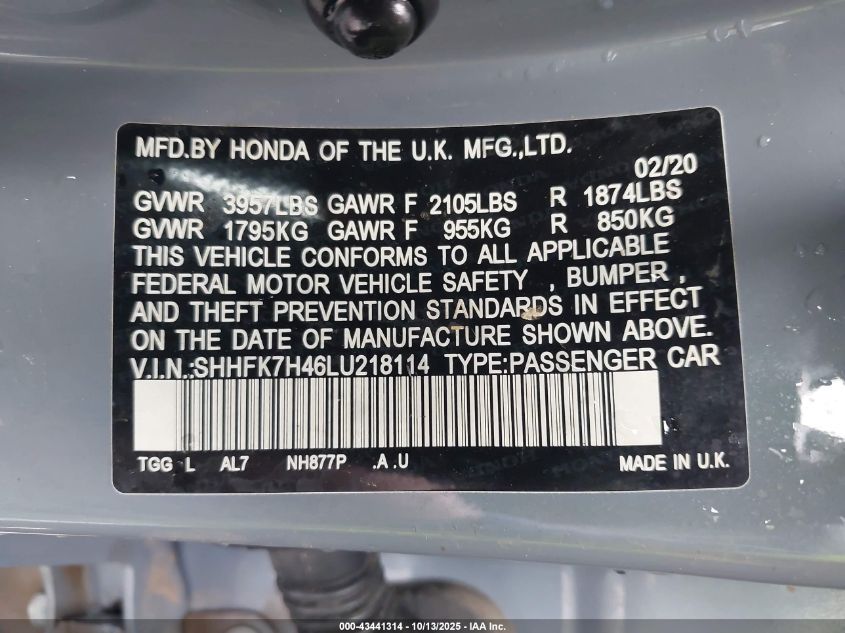 MFD.BY HONDA OF THE U.K. MFG.,LTD.
02/20
GVWR 3957LBS GAWR F 2105LBS R 1874LBS
GVWR 1795KG GAWR F 955KG R 850KG
THIS VEHICLE CONFORMS TO ALL APPLICABLE
FEDERAL MOTOR VEHICLE SAFETY , BUMPER ,
AND THEFT PREVENTION STANDARDS IN EFFECT
ON THE DATE OF MANUFACTURE SHOWN ABOVE.
V.I.N.:SHHFK7H46LU218114 TYPE:PASSENGER CAR
TGG L AL7 NH877P .A .U MADE IN U.K.
000-43441314 - 10/13/2025 - IAA Inc.